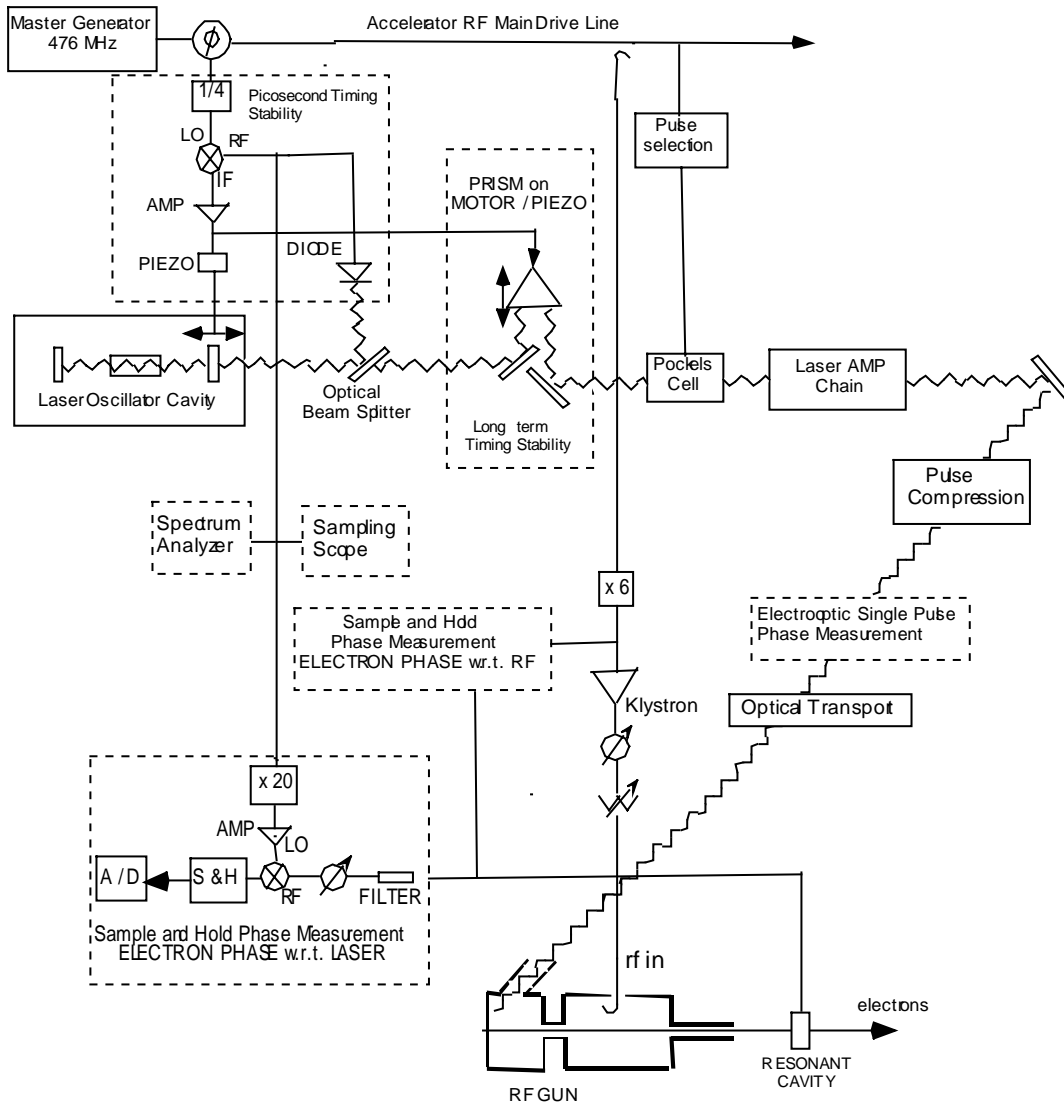 Master Generator
476 MHz
Accelerator RF Main Drive Line
1/4
Picosecond Timing
Stability
LO
RF
IF
AMP
PIEZO
DIODE
PRISM on
MOTOR / PIEZO
Pulse
selection
Laser Oscillator Cavity
Optical
Beam Splitter
Long term
Timing Stability
Pockels
Cell
Laser AMP
Chain
Pulse
Compression
Spectrum
Analyzer
Sampling
Scope
x 6
Electrooptic Single Pulse
Phase Measurement
Sample and Hold
Phase Measurement
ELECTRON PHASE w.r.t. RF
Klystron
Optical Transport
x 20
AMP
LO
A / D
S & H
RF
FILTER
Sample and Hold Phase Measurement
ELECTRON PHASE w.r.t. LASER
rf in
electrons
RESONANT
CAVITY
RF GUN